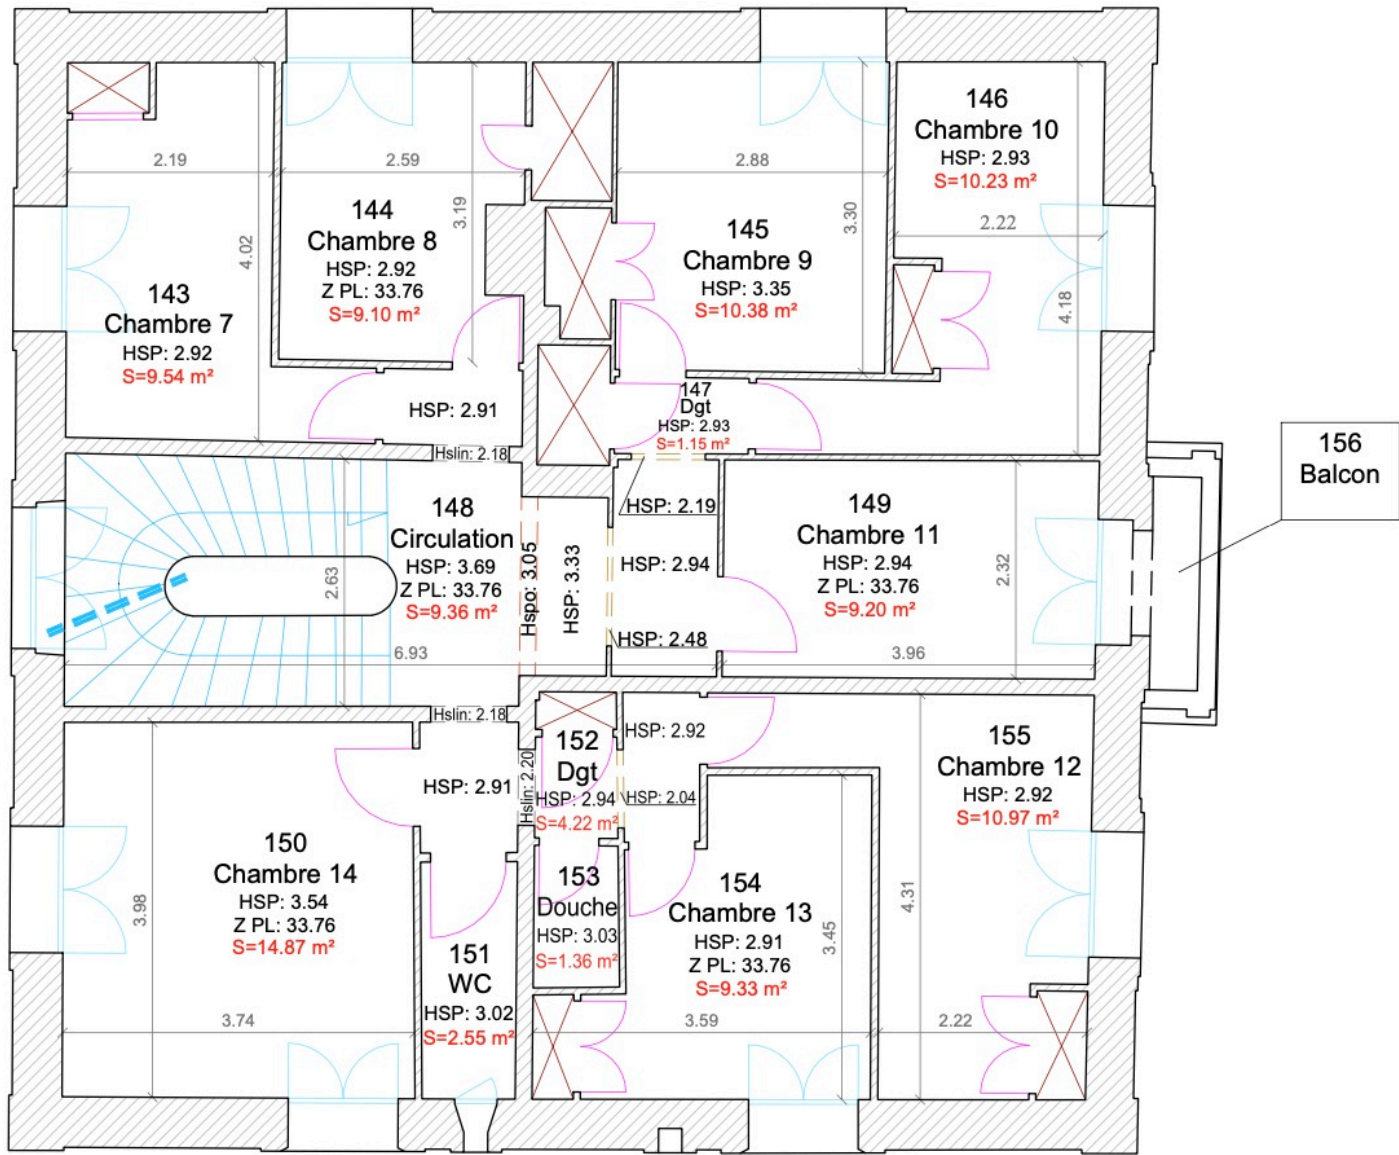 143
Chambre 7
HSP: 2.92
S=9.54 m²
2.19
4.02
144
Chambre 8
HSP: 2.92
Z PL: 33.76
S=9.10 m²
2.59
3.19
HSP: 2.91
Hslin: 2.18
145
Chambre 9
HSP: 3.35
S=10.38 m²
2.88
3.30
146
Chambre 10
HSP: 2.93
S=10.23 m²
2.22
4.18
147
Dgt
HSP: 2.93
S=1.15 m²
HSP: 2.19
HSP: 2.94
HSP: 2.48
148
Circulation
HSP: 3.69
Z PL: 33.76
S=9.36 m²
2.63
6.93
Hspo: 3.05
HSP: 3.33
149
Chambre 11
HSP: 2.94
Z PL: 33.76
S=9.20 m²
2.32
3.96
156
Balcon
Hslin: 2.18
HSP: 2.91
Hslin: 2.20
150
Chambre 14
HSP: 3.54
Z PL: 33.76
S=14.87 m²
3.98
3.74
151
WC
HSP: 3.02
S=2.55 m²
152
Dgt
HSP: 2.94
S=4.22 m²
HSP: 2.92
HSP: 2.04
153
Douche
HSP: 3.03
S=1.36 m²
154
Chambre 13
HSP: 2.91
Z PL: 33.76
S=9.33 m²
3.45
3.59
155
Chambre 12
HSP: 2.92
S=10.97 m²
4.31
2.22